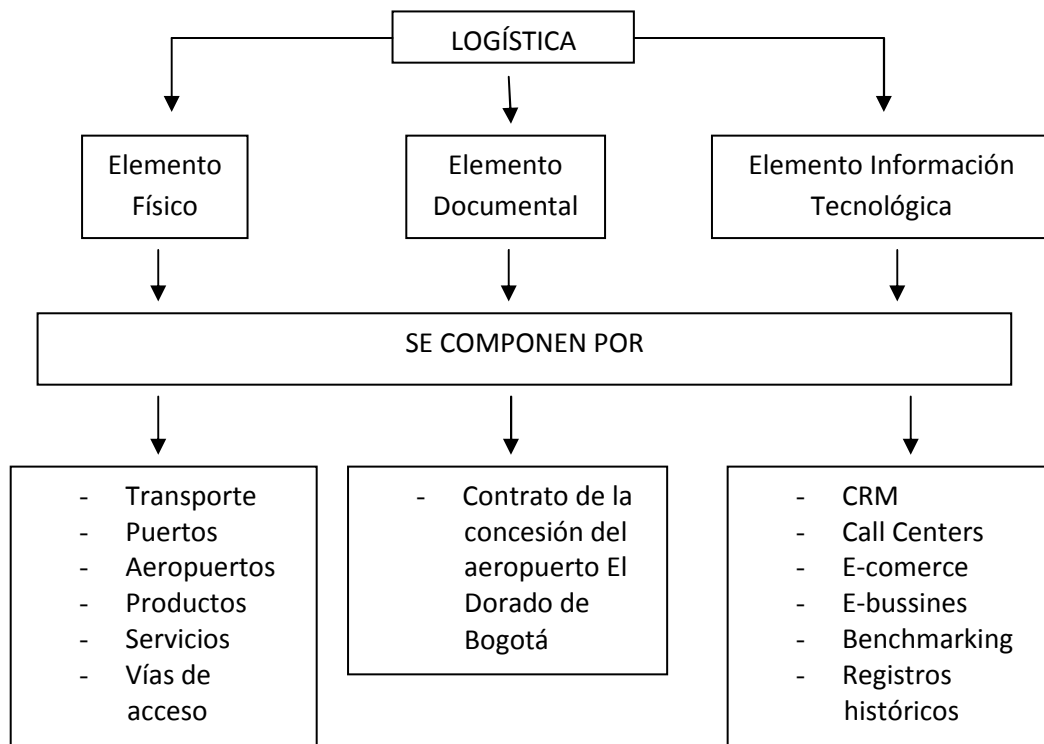 LOGÍSTICA
Elemento
Físico
Elemento
Documental
Elemento Información
Tecnológica
SE COMPONEN POR
- Transporte
- Puertos
- Aeropuertos
- Productos
- Servicios
- Vías de
acceso
- Contrato de la
concesión del
aeropuerto El
Dorado de
Bogotá
- CRM
- Call Centers
- E-comerce
- E-bussines
- Benchmarking
- Registros
históricos